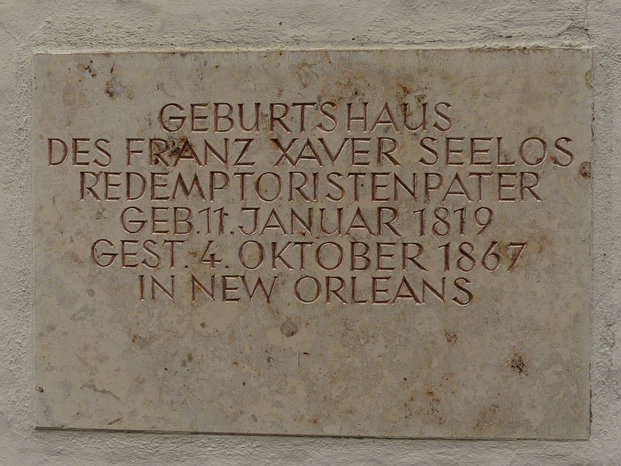 GEBURTSHAUS
DES FRANZ XAVER SEELOS
REDEMPTORISTENPATER
GEB.11.JANUAR 1819
GEST. 4. OKTOBER 1867
IN NEW ORLEANS